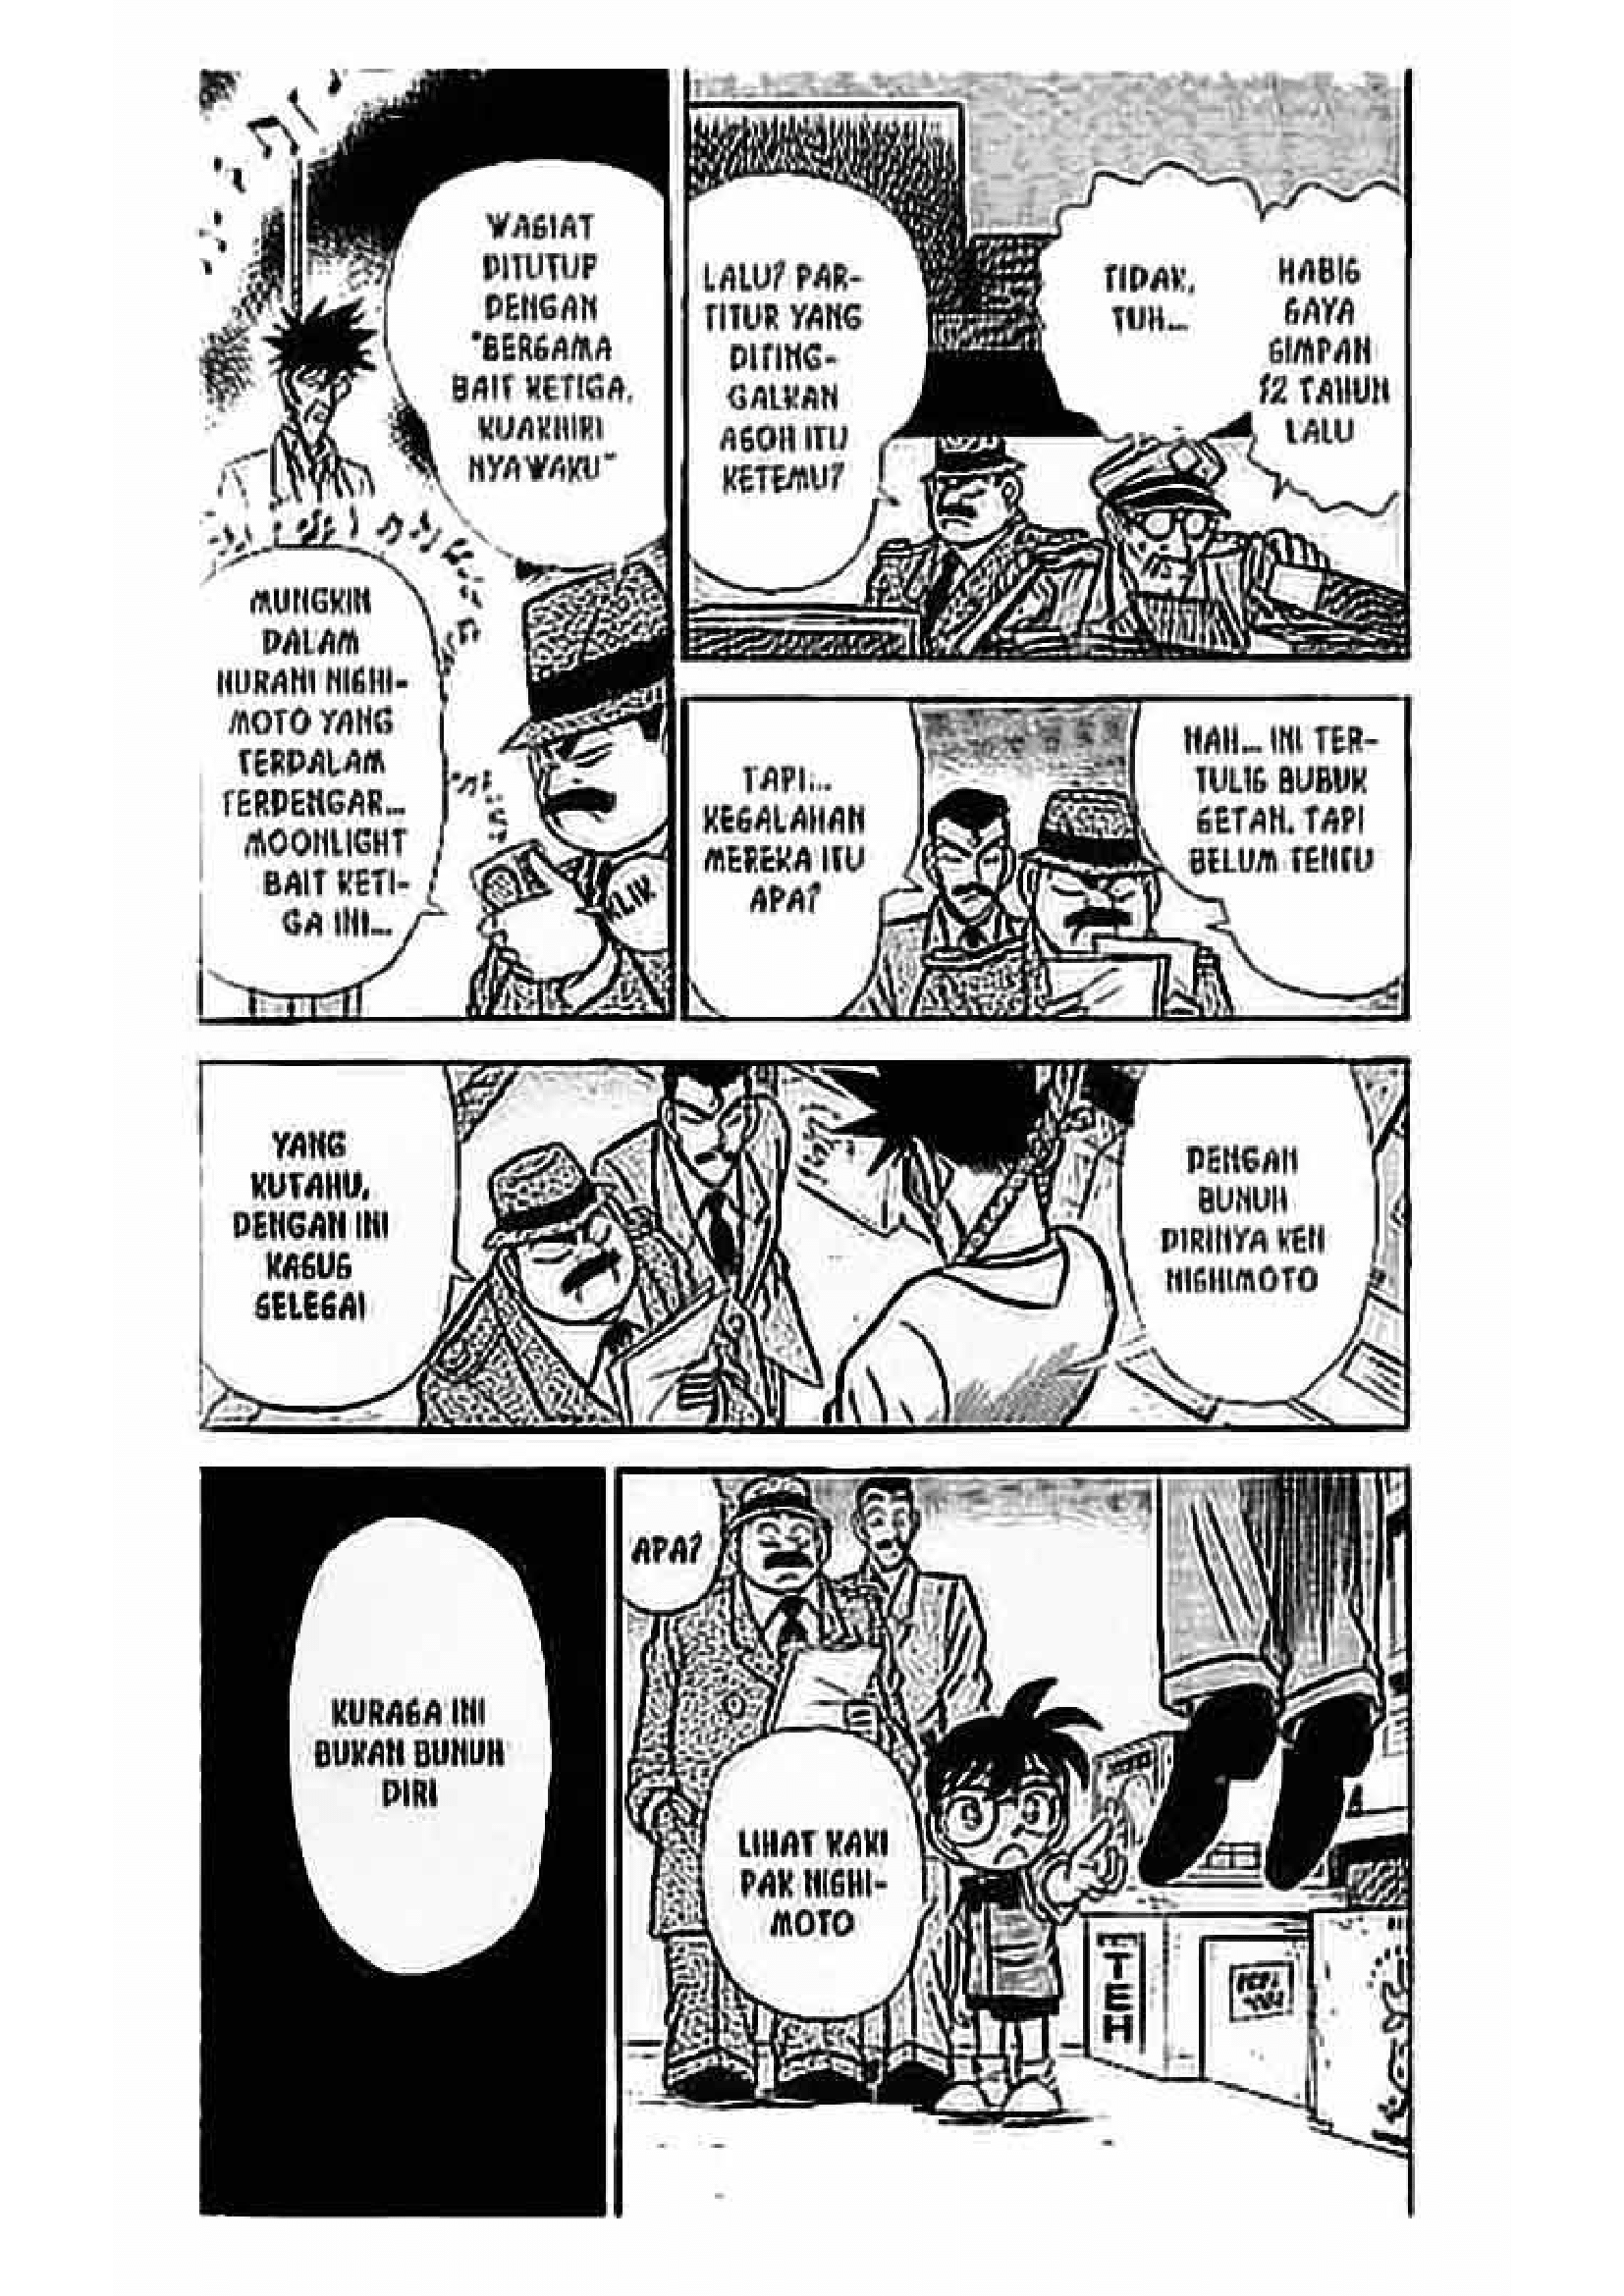 HABIS
SAYA
SIMPAN
12 TAHUN
LALU
TIDAK,
TUH...
LALU? PAR-
TITUR YANG
DITING-
GALKAN
ASOH ITU
KETEMU?
NAH... INI TER-
TULIS BUBUK
SETAN. TAPI
BELUM TENTU
TAPI...
KESALAHAN
MEREKA ITU
APA?
WASIAT
DITUTUP
DENGAN
"BERSAMA
BAIT KETIGA,
KUAKHIRI
NYAWAKU"
KLIK
MUNGKIN
DALAM
NURANI NISHI-
MOTO YANG
TERDALAM
TERDENGAR...
MOONLIGHT
BAIT KETI-
GA INI...
DENGAN
BUNUH
DIRINYA KEN
NISHIMOTO
YANG
KUTAHU,
DENGAN INI
KASUS
SELESAI
APA?
LIHAT KAKI
PAK NISHI-
MOTO
TEH
KURASA INI
BUKAN BUNUH
DIRI